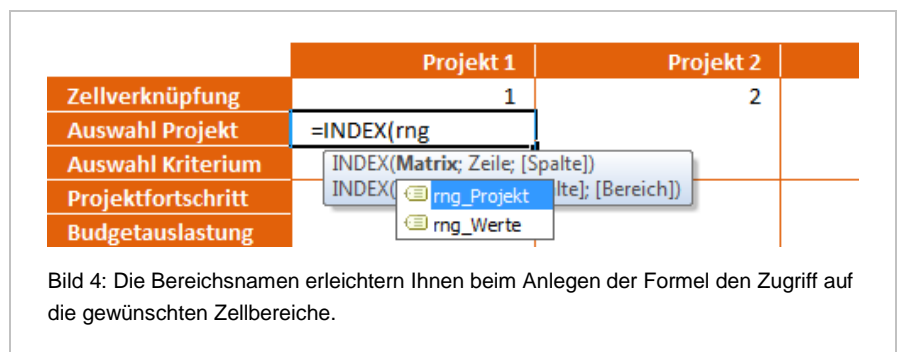 Projekt 1 Projekt 2
Zellverknüpfung 1 2
Auswahl Projekt =INDEX(rng
Auswahl Kriterium INDEX(Matrix; Zeile; [Spalte])
Projektfortschritt INDEX( rng_Projekt lte]; [Bereich])
Budgetauslastung rng_Werte
Bild 4: Die Bereichsnamen erleichtern Ihnen beim Anlegen der Formel den Zugriff auf
die gewünschten Zellbereiche.